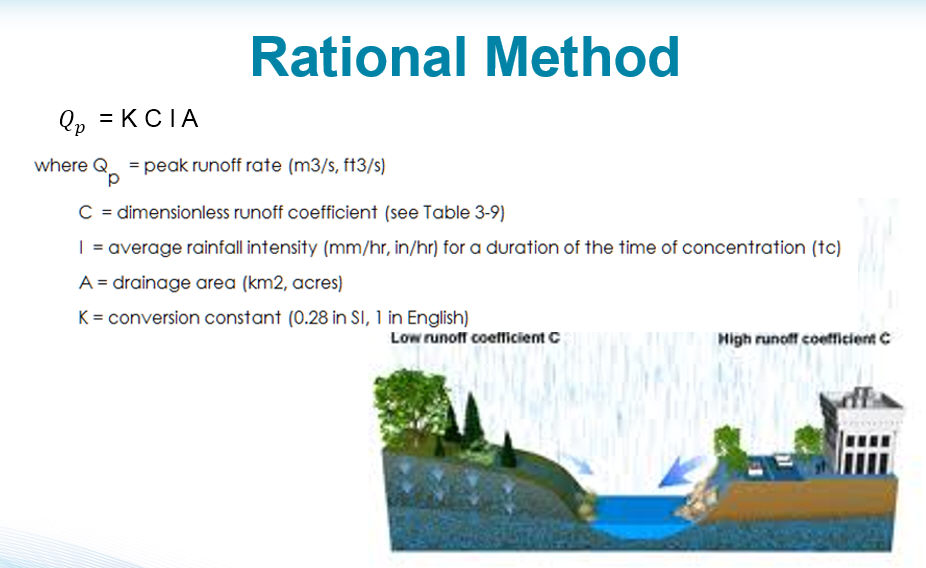 Rational Method
Qp = K C I A
where Qp = peak runoff rate (m3/s, ft3/s)
C = dimensionless runoff coefficient (see Table 3-9)
I = average rainfall intensity (mm/hr, in/hr) for a duration of the time of concentration (tc)
A = drainage area (km2, acres)
K = conversion constant (0.28 in SI, 1 in English)
Low runoff coefficient C
High runoff coefficient C